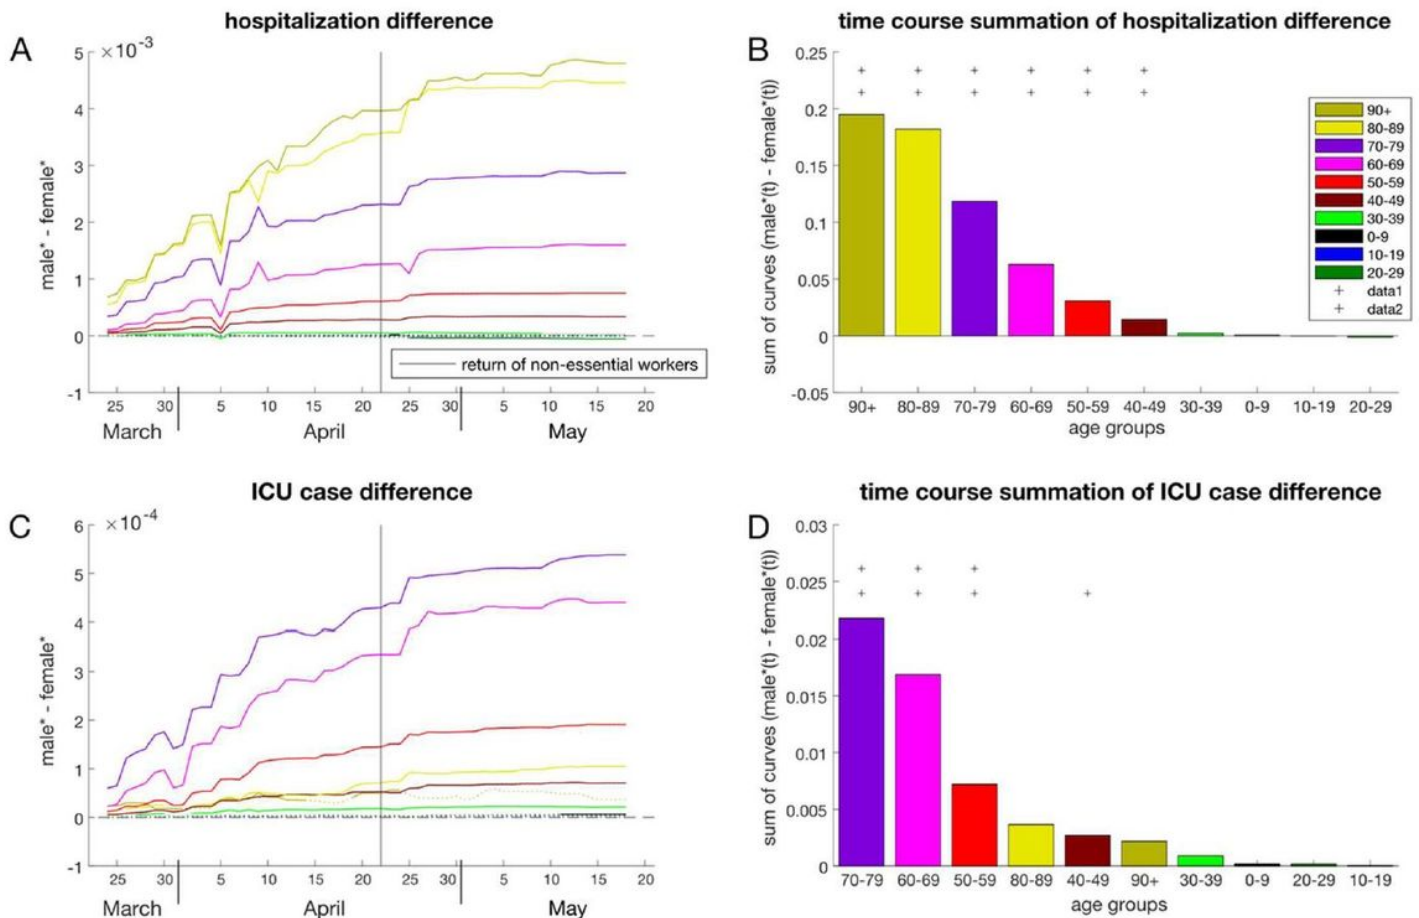 hospitalization difference
A
×10-3
5
4
3
2
1
0
-1
male* - female*
return of non-essential workers
25 30 5 10 15 20 25 30 5 10 15 20
March April May
time course summation of hospitalization difference
B
0.25
0.2
0.15
0.1
0.05
0
-0.05
sum of curves (male*(t) - female*(t))
+ + + + + +
+ + + + + +
90+
80-89
70-79
60-69
50-59
40-49
30-39
0-9
10-19
20-29
+ data1
+ data2
90+ 80-89 70-79 60-69 50-59 40-49 30-39 0-9 10-19 20-29
age groups
ICU case difference
C
×10-4
6
5
4
3
2
1
0
-1
male* - female*
25 30 5 10 15 20 25 30 5 10 15 20
March April May
time course summation of ICU case difference
D
0.03
0.025
0.02
0.015
0.01
0.005
0
sum of curves (male*(t) - female*(t))
+ + +
+ + + +
70-79 60-69 50-59 80-89 40-49 90+ 30-39 0-9 20-29 10-19
age groups